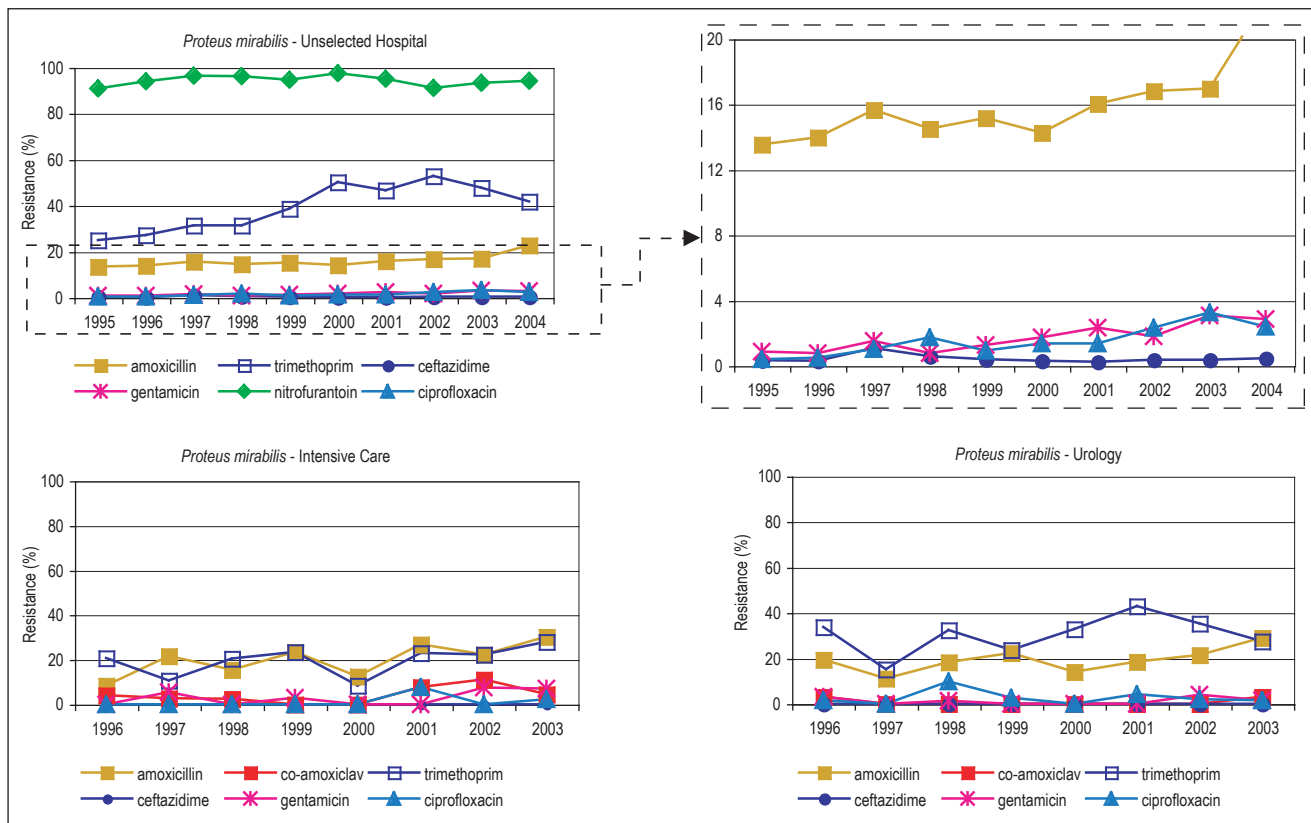 Proteus mirabilis - Unselected Hospital
Resistance (%)
100
80
60
40
20
0
1995 1996 1997 1998 1999 2000 2001 2002 2003 2004
amoxicillin trimethoprim ceftazidime
gentamicin nitrofurantoin ciprofloxacin
20
16
12
8
4
0
1995 1996 1997 1998 1999 2000 2001 2002 2003 2004
Proteus mirabilis - Intensive Care
Resistance (%)
100
80
60
40
20
0
1996 1997 1998 1999 2000 2001 2002 2003
amoxicillin co-amoxiclav trimethoprim
ceftazidime gentamicin ciprofloxacin
Proteus mirabilis - Urology
Resistance (%)
100
80
60
40
20
0
1996 1997 1998 1999 2000 2001 2002 2003
amoxicillin co-amoxiclav trimethoprim
ceftazidime gentamicin ciprofloxacin